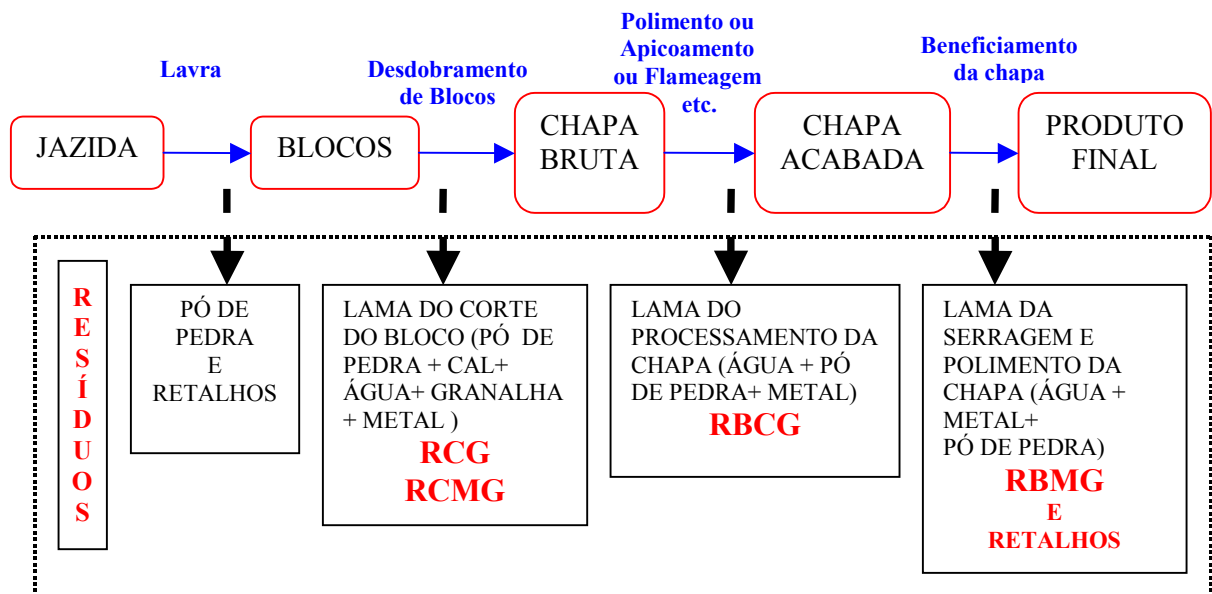 Lavra
Desdobramento
de Blocos
Polimento ou
Apicoamento
ou Flameagem
etc.
Beneficiamento
da chapa
JAZIDA
BLOCOS
CHAPA
BRUTA
CHAPA
ACABADA
PRODUTO
FINAL
R
E
S
Í
D
U
O
S
PÓ DE
PEDRA
E
RETALHOS
LAMA DO CORTE
DO BLOCO (PÓ DE
PEDRA + CAL+
ÁGUA+ GRANALHA
+ METAL )
RCG
RCMG
LAMA DO
PROCESSAMENTO DA
CHAPA (ÁGUA + PÓ
DE PEDRA+ METAL)
RBCG
LAMA DA
SERRAGEM E
POLIMENTO DA
CHAPA (ÁGUA +
METAL+
PÓ DE PEDRA)
RBMG
E
RETALHOS